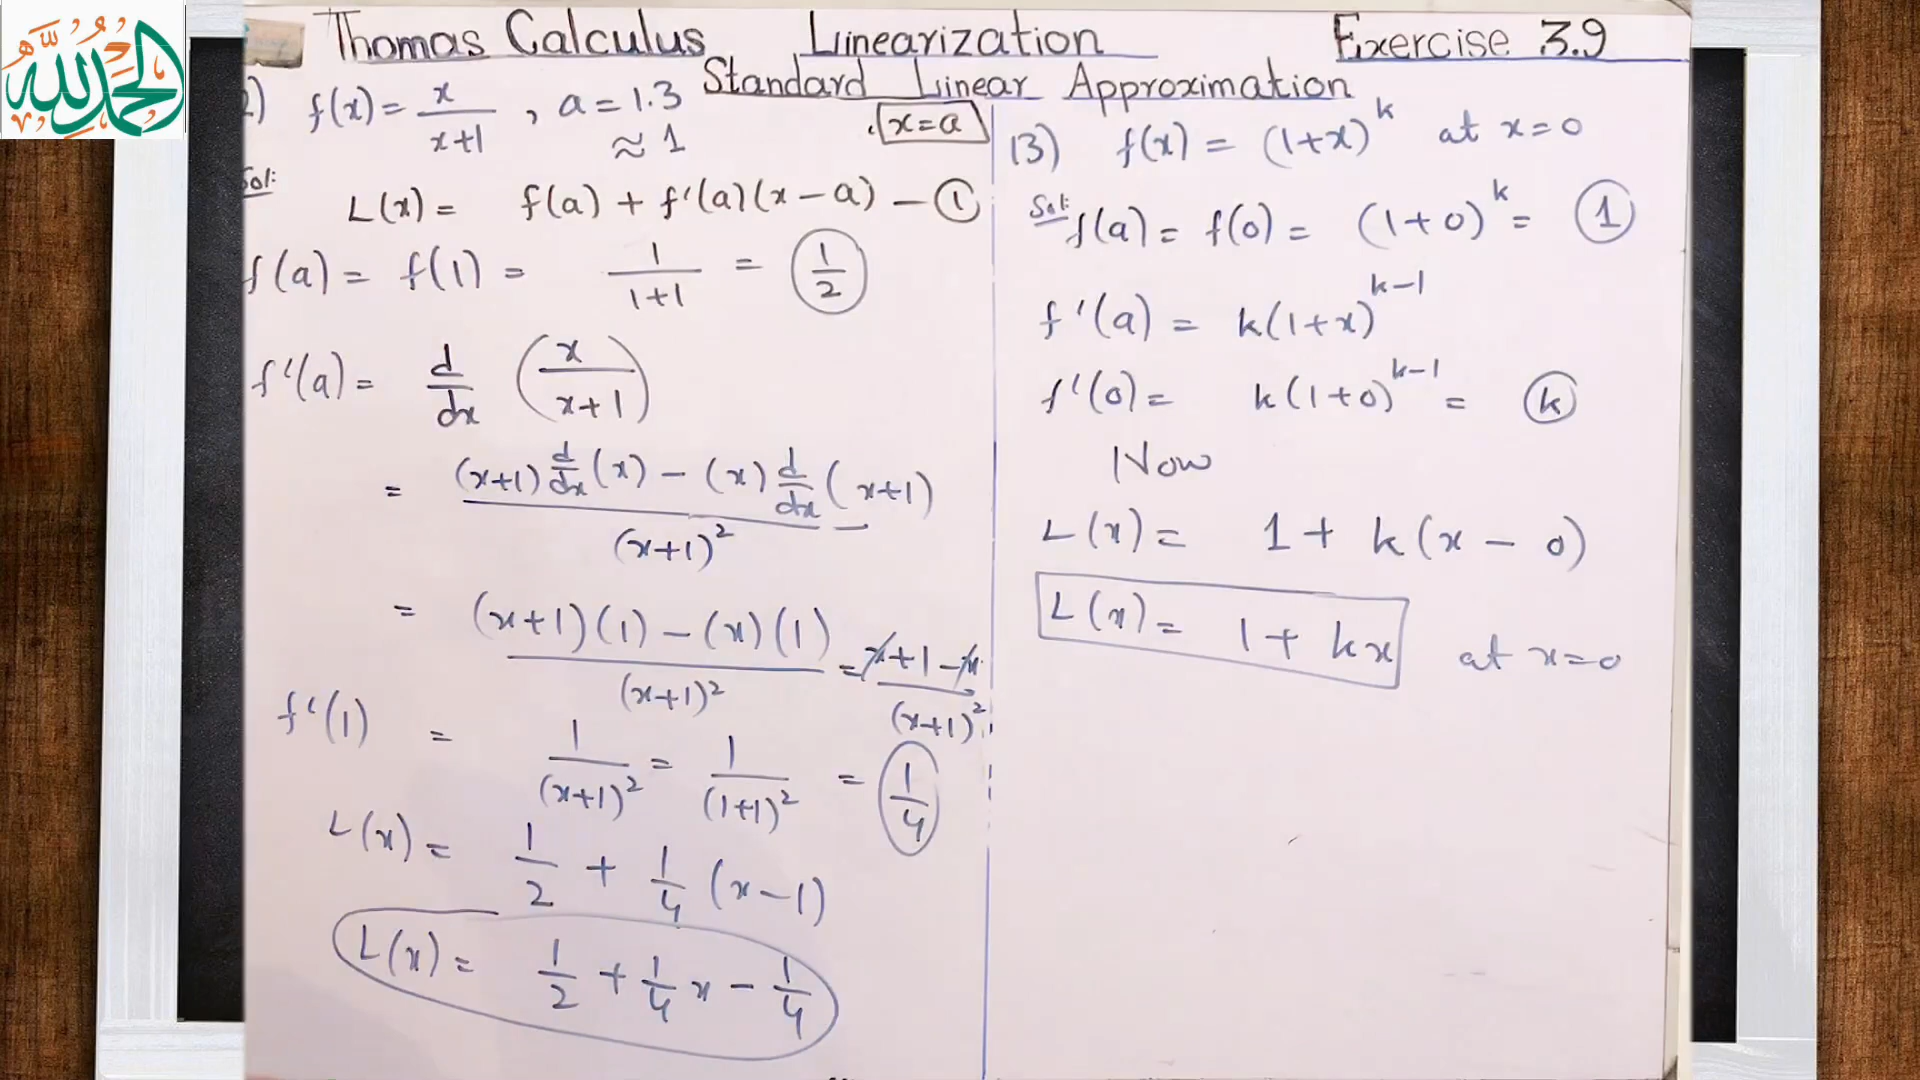 الحمد لله
Thomas Calculus Linearization Exercise 3.9
Standard Linear Approximation
2) f(x) = x/(x+1) , a = 1.3
≈ 1
x = a
Sol:
L(x) = f(a) + f'(a)(x - a) - ①
f(a) = f(1) = 1/(1+1) = 1/2
f'(a) = d/dx (x/(x+1))
= ((x+1) d/dx (x) - (x) d/dx (x+1))/(x+1)²
= ((x+1)(1) - (x)(1))/(x+1)² = (x+1-x)/(x+1)²
f'(1) = 1/(x+1)² = 1/(1+1)² = 1/4
L(x) = 1/2 + 1/4 (x-1)
L(x) = 1/2 + 1/4 x - 1/4
13) f(x) = (1+x)^k at x=0
Sol: f(a) = f(0) = (1+0)^k = 1
f'(a) = k(1+x)^(k-1)
f'(0) = k(1+0)^(k-1) = k
Now
L(x) = 1 + k(x - 0)
L(x) = 1 + kx at x=0